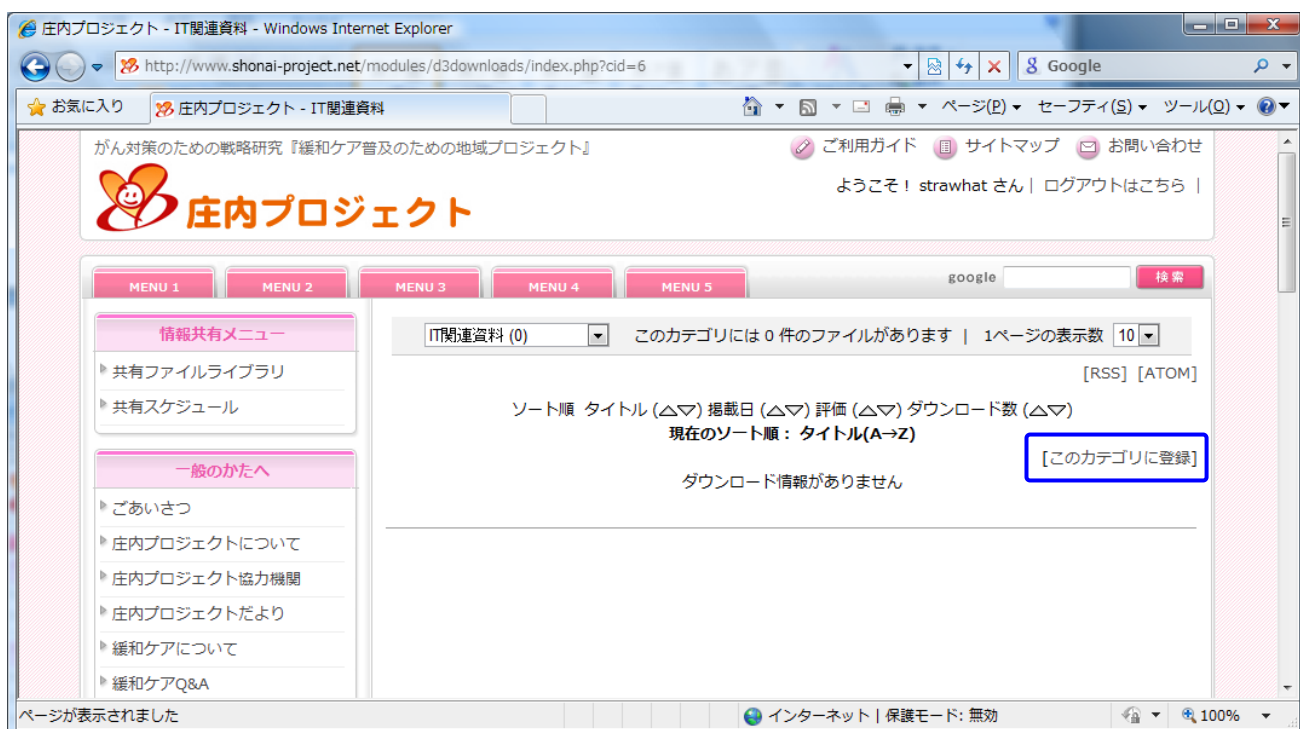 庄内プロジェクト - IT関連資料 - Windows Internet Explorer
http://www.shonai-project.net/modules/d3downloads/index.php?cid=6
Google
お気に入り
庄内プロジェクト - IT関連資料
ページ(P) セーフティ(S) ツール(O)
がん対策のための戦略研究『緩和ケア普及のための地域プロジェクト』
ご利用ガイド サイトマップ お問い合わせ
ようこそ! strawhat さん| ログアウトはこちら |
庄内プロジェクト
MENU 1 MENU 2 MENU 3 MENU 4 MENU 5
google 検索
情報共有メニュー
共有ファイルライブラリ
共有スケジュール
一般のかたへ
ごあいさつ
庄内プロジェクトについて
庄内プロジェクト協力機関
庄内プロジェクトだより
緩和ケアについて
緩和ケアQ&A
IT関連資料 (0) このカテゴリには 0 件のファイルがあります | 1ページの表示数 10
[RSS] [ATOM]
ソート順 タイトル (△▽) 掲載日 (△▽) 評価 (△▽) ダウンロード数 (△▽)
現在のソート順: タイトル(A→Z)
[このカテゴリに登録]
ダウンロード情報がありません
ページが表示されました インターネット | 保護モード: 無効 100%